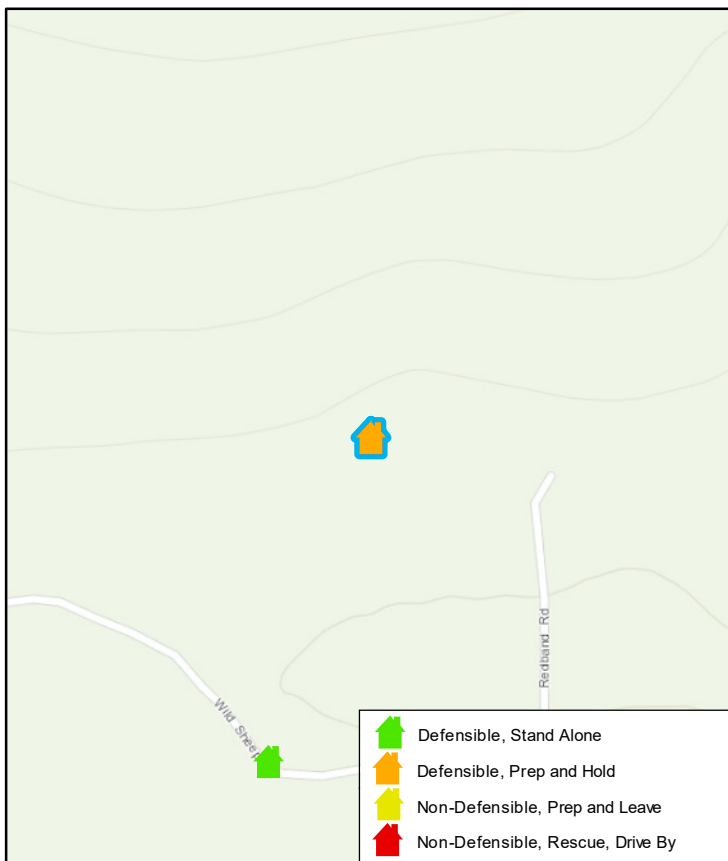 Redband Rd
Wild Sheep
Defensible, Stand Alone
Defensible, Prep and Hold
Non-Defensible, Prep and Leave
Non-Defensible, Rescue, Drive By